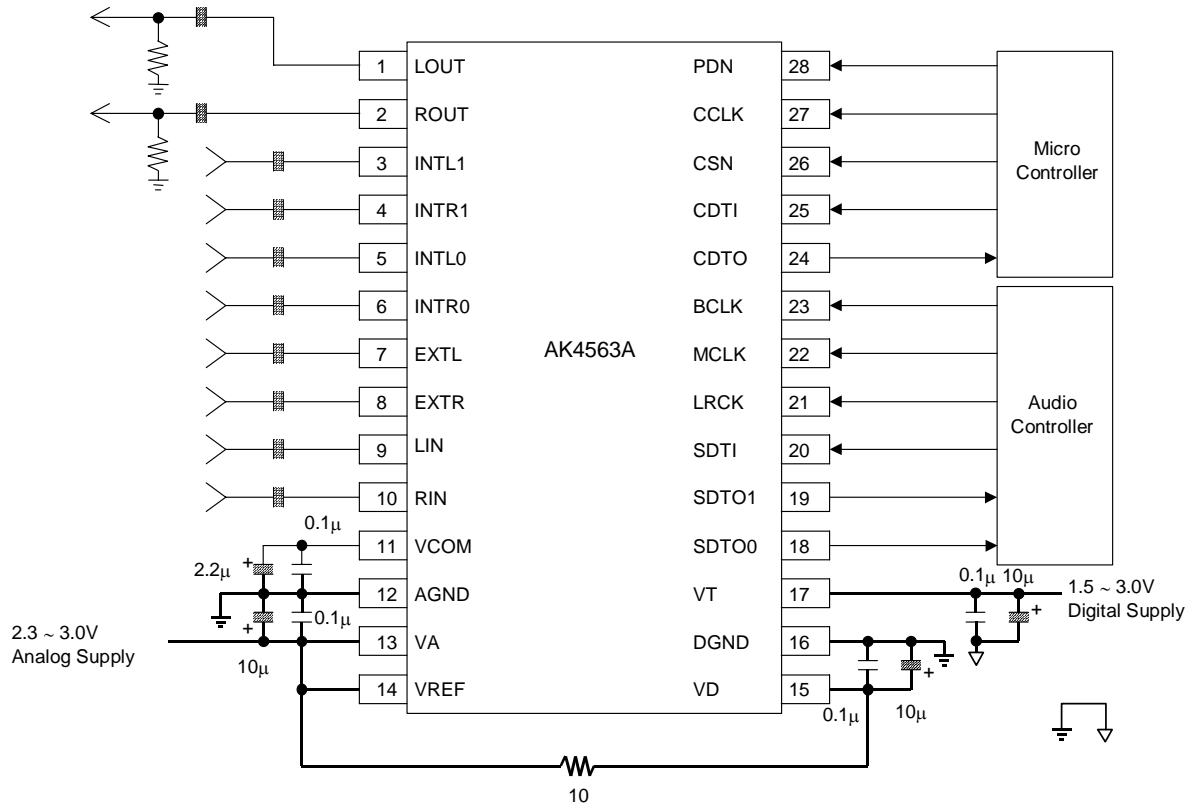 1 LOUT PDN 28
2 ROUT CCLK 27
3 INTL1 CSN 26
Micro
Controller
4 INTR1 CDTI 25
5 INTL0 CDTO 24
6 INTR0 BCLK 23
7 EXTL AK4563A MCLK 22
8 EXTR LRCK 21
Audio
Controller
9 LIN SDTI 20
10 RIN SDTO1 19
0.1μ
11 VCOM SDTO0 18
2.2μ +
0.1μ 10μ
12 AGND VT 17
+ 1.5 ~ 3.0V
Digital Supply
0.1μ
+
2.3 ~ 3.0V
Analog Supply
13 VA DGND 16
10μ
+
14 VREF VD 15
0.1μ 10μ
10